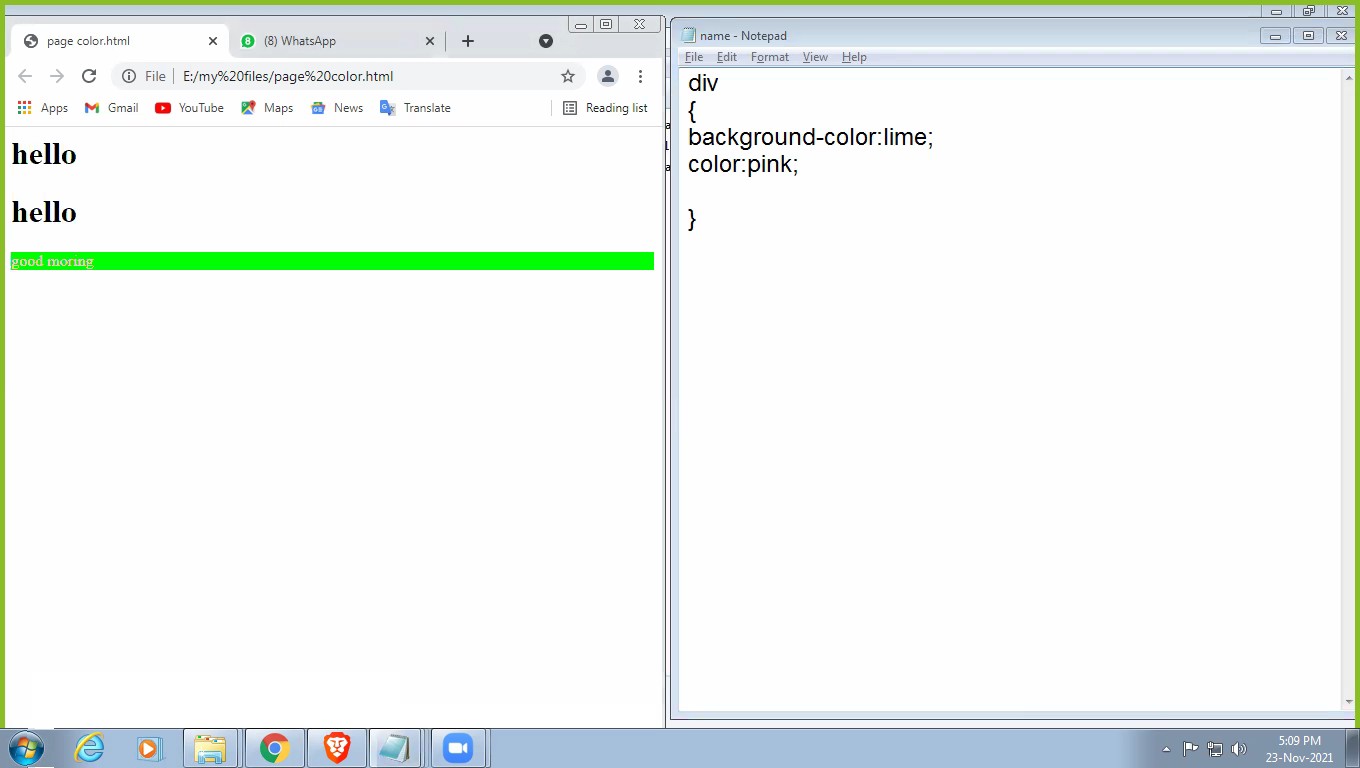 page color.html
(8) WhatsApp
File
E:/my%20files/page%20color.html
Apps
Gmail
YouTube
Maps
News
Translate
Reading list
hello
hello
good moring
name - Notepad
File Edit Format View Help
div
{
background-color:lime;
color:pink;
}
5:09 PM
23-Nov-2021